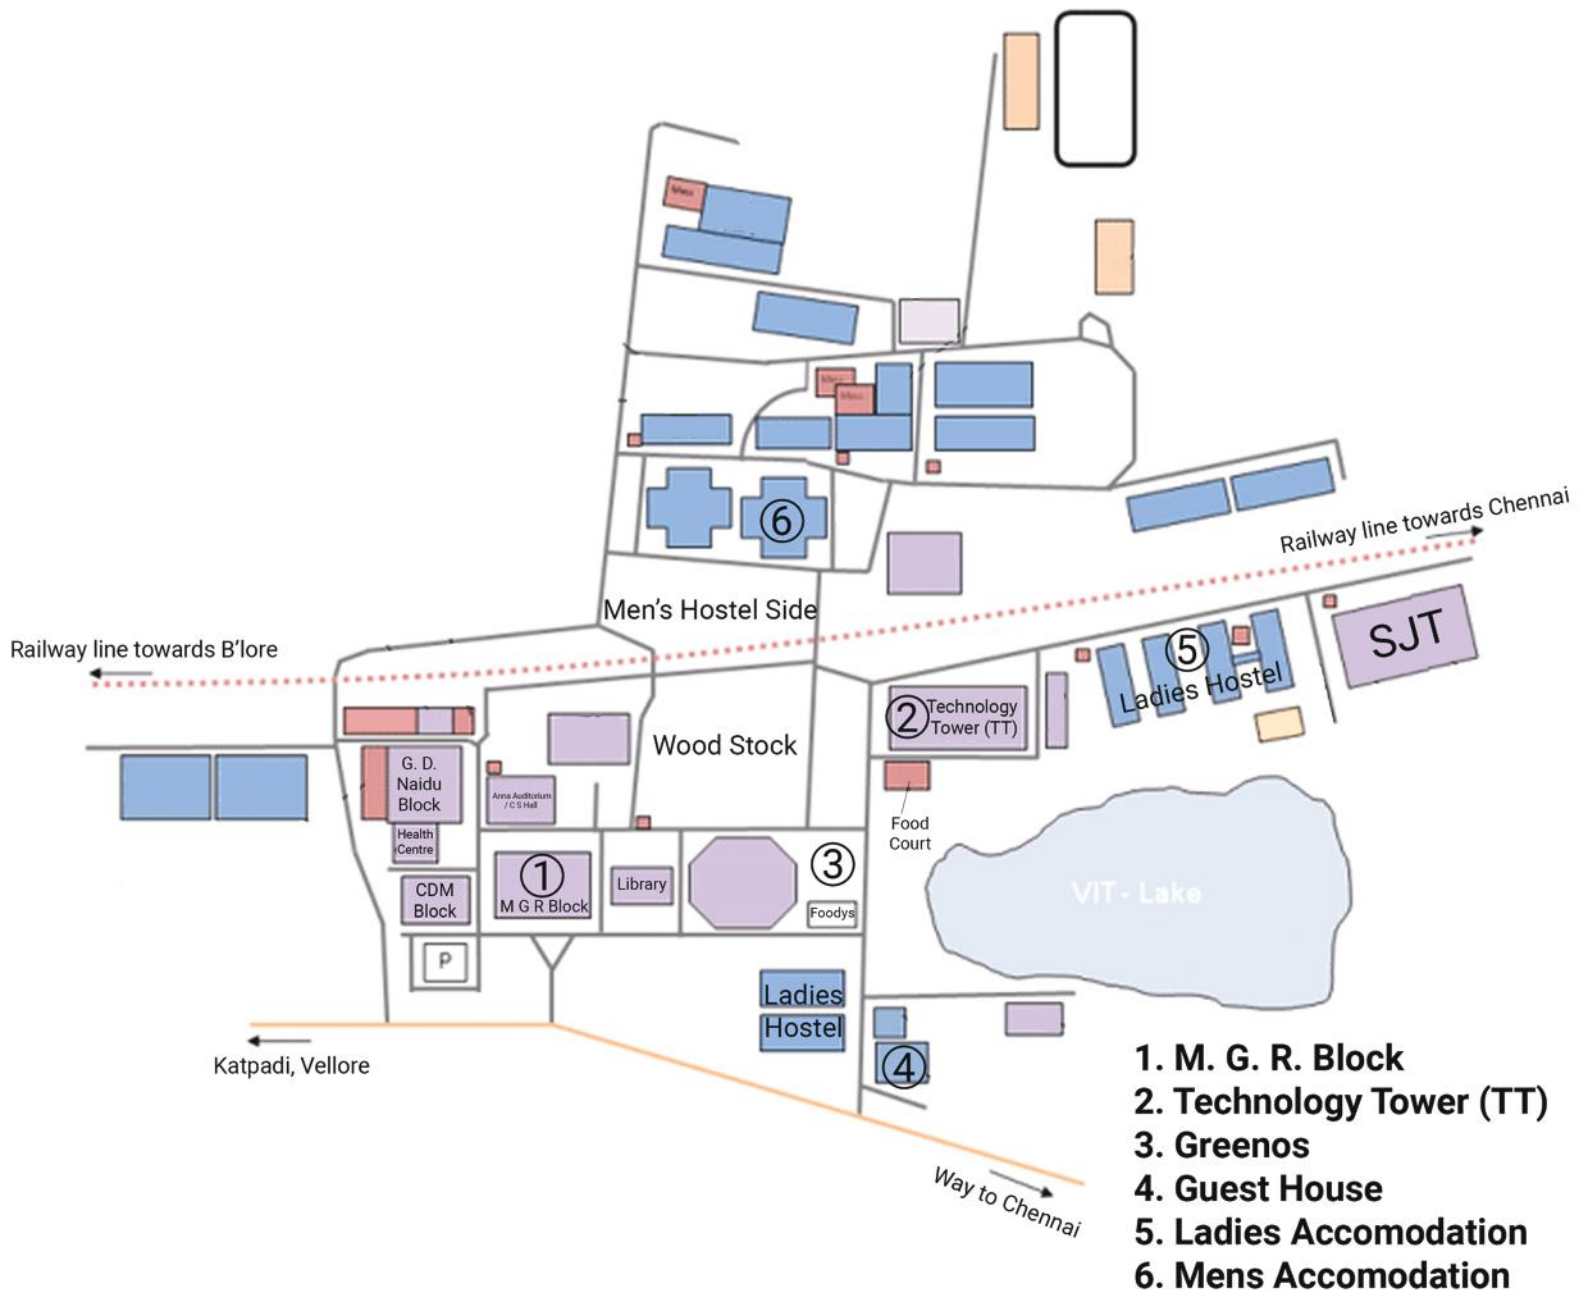 Mess
Mess
Mess
6
Railway line towards Chennai
Men's Hostel Side
Railway line towards B'lore
SJT
5
Ladies Hostel
2
Technology
Tower (TT)
Wood Stock
G. D.
Naidu
Block
Anna Auditorium
/ C S Hall
Health
Centre
Food
Court
3
1
M G R Block
Library
CDM
Block
Foodys
VIT - Lake
P
Ladies
Hostel
4
Katpadi, Vellore
Way to Chennai
1. M. G. R. Block
2. Technology Tower (TT)
3. Greenos
4. Guest House
5. Ladies Accomodation
6. Mens Accomodation